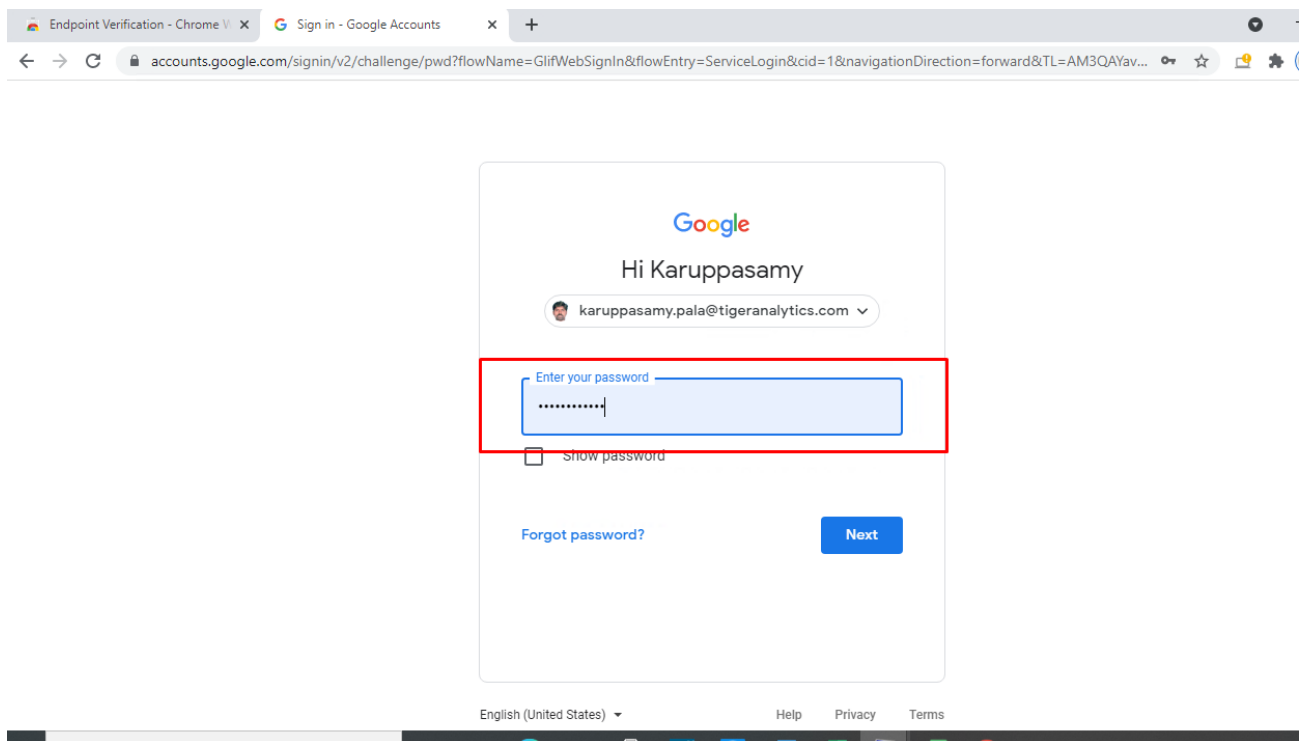 Endpoint Verification - Chrome W
Sign in - Google Accounts
accounts.google.com/signin/v2/challenge/pwd?flowName=GlifWebSignIn&flowEntry=ServiceLogin&cid=1&navigationDirection=forward&TL=AM3QAYav...
Google
Hi Karuppasamy
karuppasamy.pala@tigeranalytics.com
Enter your password
••••••••••••
Show password
Forgot password?
Next
English (United States)
Help Privacy Terms